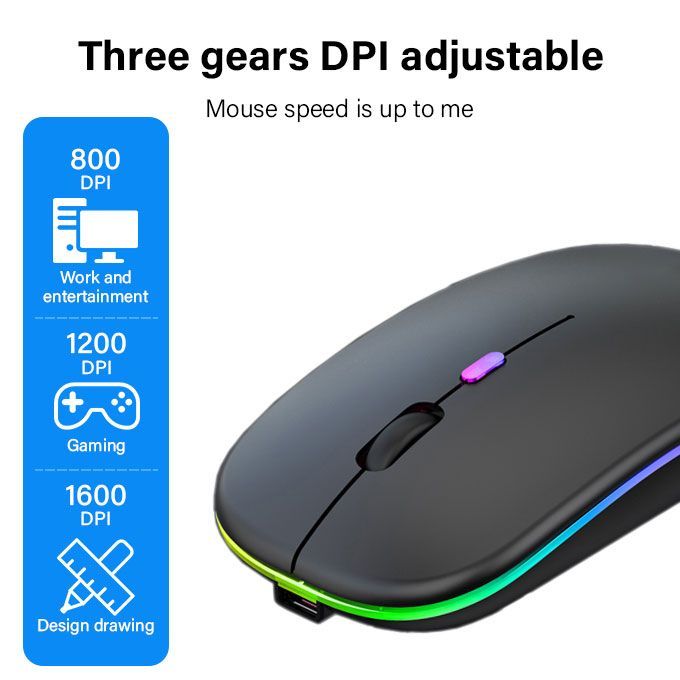 Three gears DPI adjustable
Mouse speed is up to me
800
DPI
Work and
entertainment
1200
DPI
Gaming
1600
DPI
Design drawing